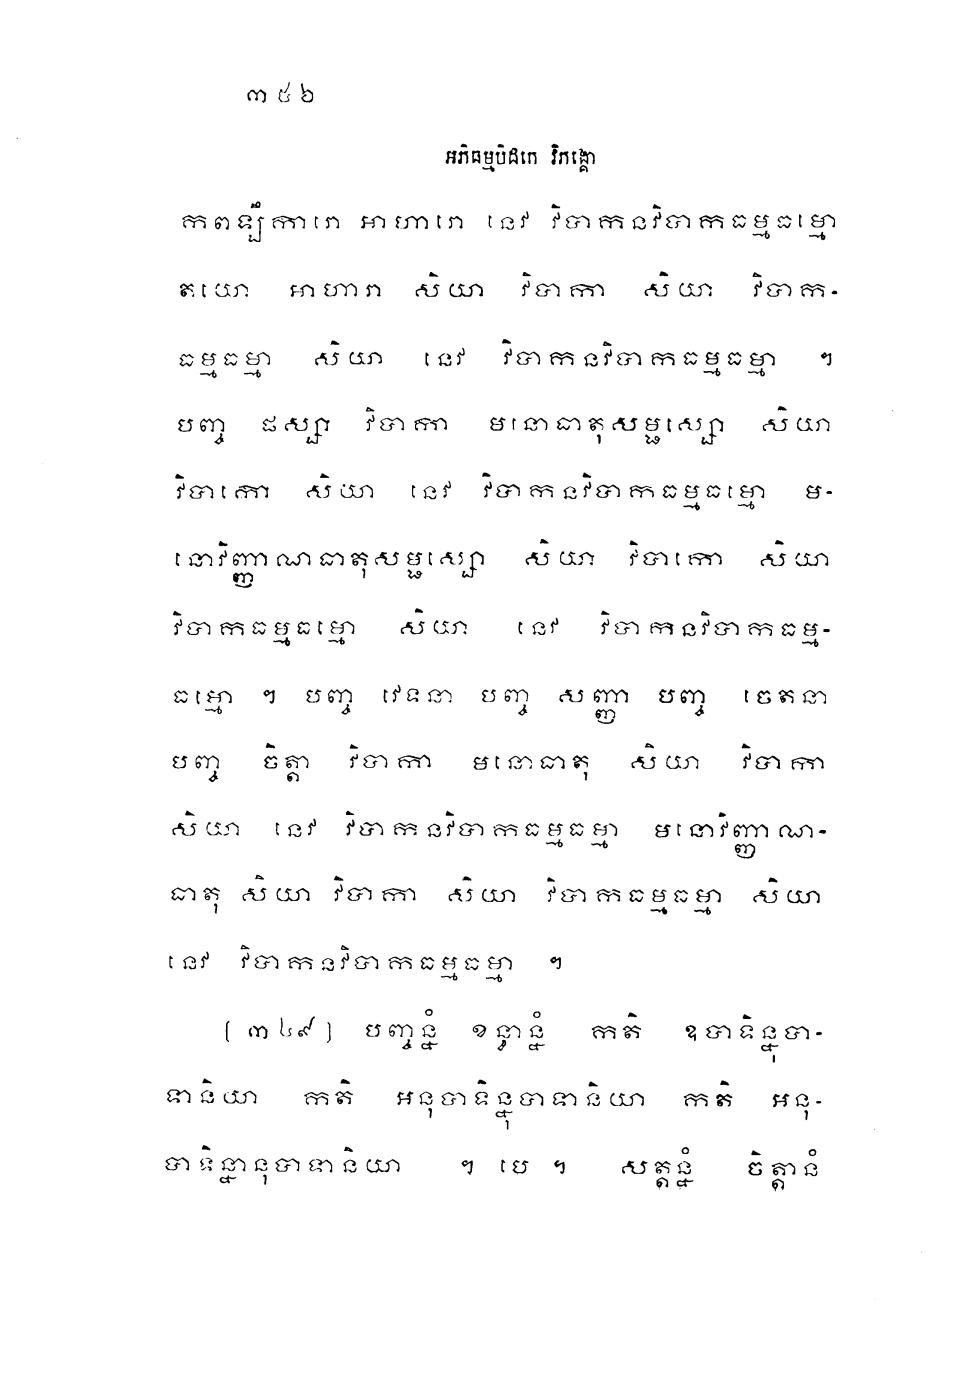 ៣៥៦
អភិធម្មបិដកេ វិភង្គោ
កពឡឹការោ អាហារោ នេវ វិបាកនវិបាកធម្មធម្មោ
តយោ អាហារា សិយា វិបាកា សិយា វិបាក-
ធម្មធម្មា សិយា នេវ វិបាកនវិបាកធម្មធម្មា ។
បញ្ច ផស្សា វិបាកា មនោធាតុសម្ផស្សោ សិយា
វិបាកោ សិយា នេវ វិបាកនវិបាកធម្មធម្មោ ម-
នោវិញ្ញាណធាតុសម្ផស្សោ សិយា វិបាកោ សិយា
វិបាកធម្មធម្មោ សិយា នេវ វិបាកនវិបាកធម្ម-
ធម្មោ ។ បញ្ច វេទនា បញ្ច សញ្ញា បញ្ច ចេតនា
បញ្ច ចិត្តា វិបាកា មនោធាតុ សិយា វិបាកា
សិយា នេវ វិបាកនវិបាកធម្មធម្មា មនោវិញ្ញាណ-
ធាតុ សិយា វិបាកា សិយា វិបាកធម្មធម្មា សិយា
នេវ វិបាកនវិបាកធម្មធម្មា ។
[៣៤៩] បញ្ចន្នំ ខន្ធានំ កតិ ឧបាទិន្នុបា-
ទានិយា កតិ អនុបាទិន្នុបាទានិយា កតិ អនុ-
បាទិន្នានុបាទានិយា ។ បេ ។ សត្តន្នំ ចិត្តានំ